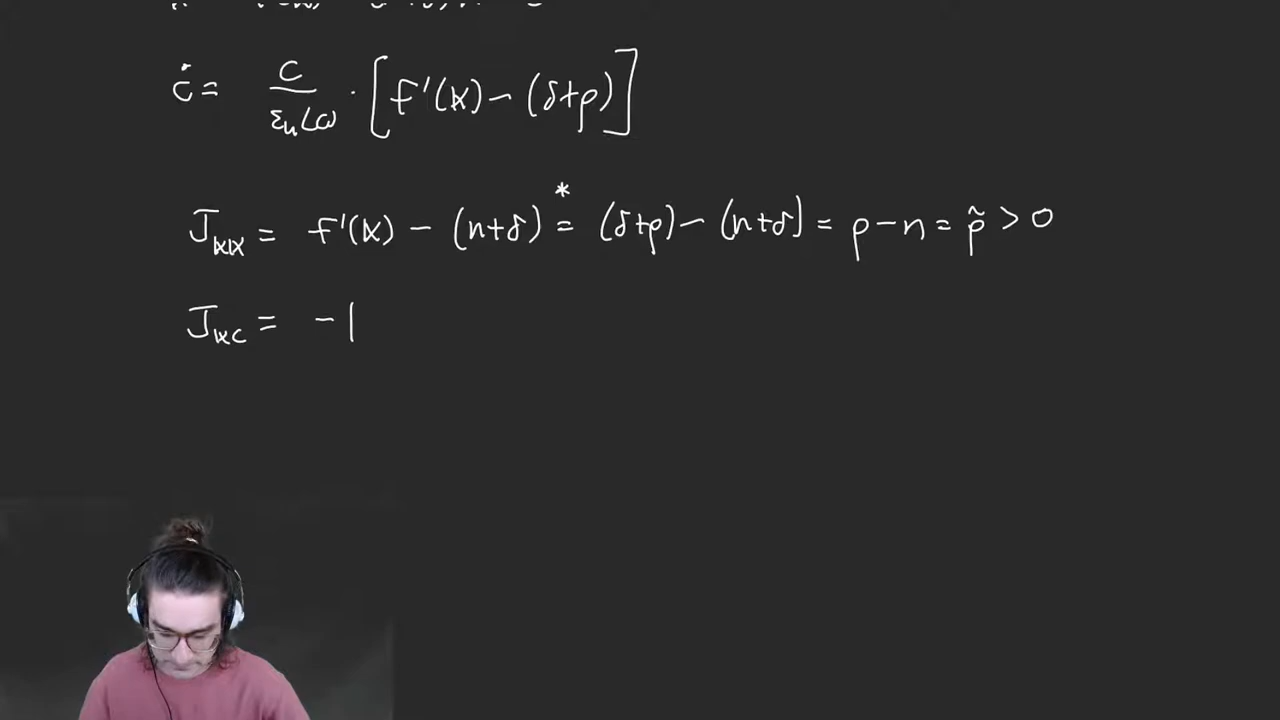 ċ = c / ε_u(c) · [f'(k) − (δ+ρ)]
J_kk = f'(k) − (n+δ) =* (δ+ρ) − (n+δ) = ρ − n = ρ̃ > 0
J_kc = −1